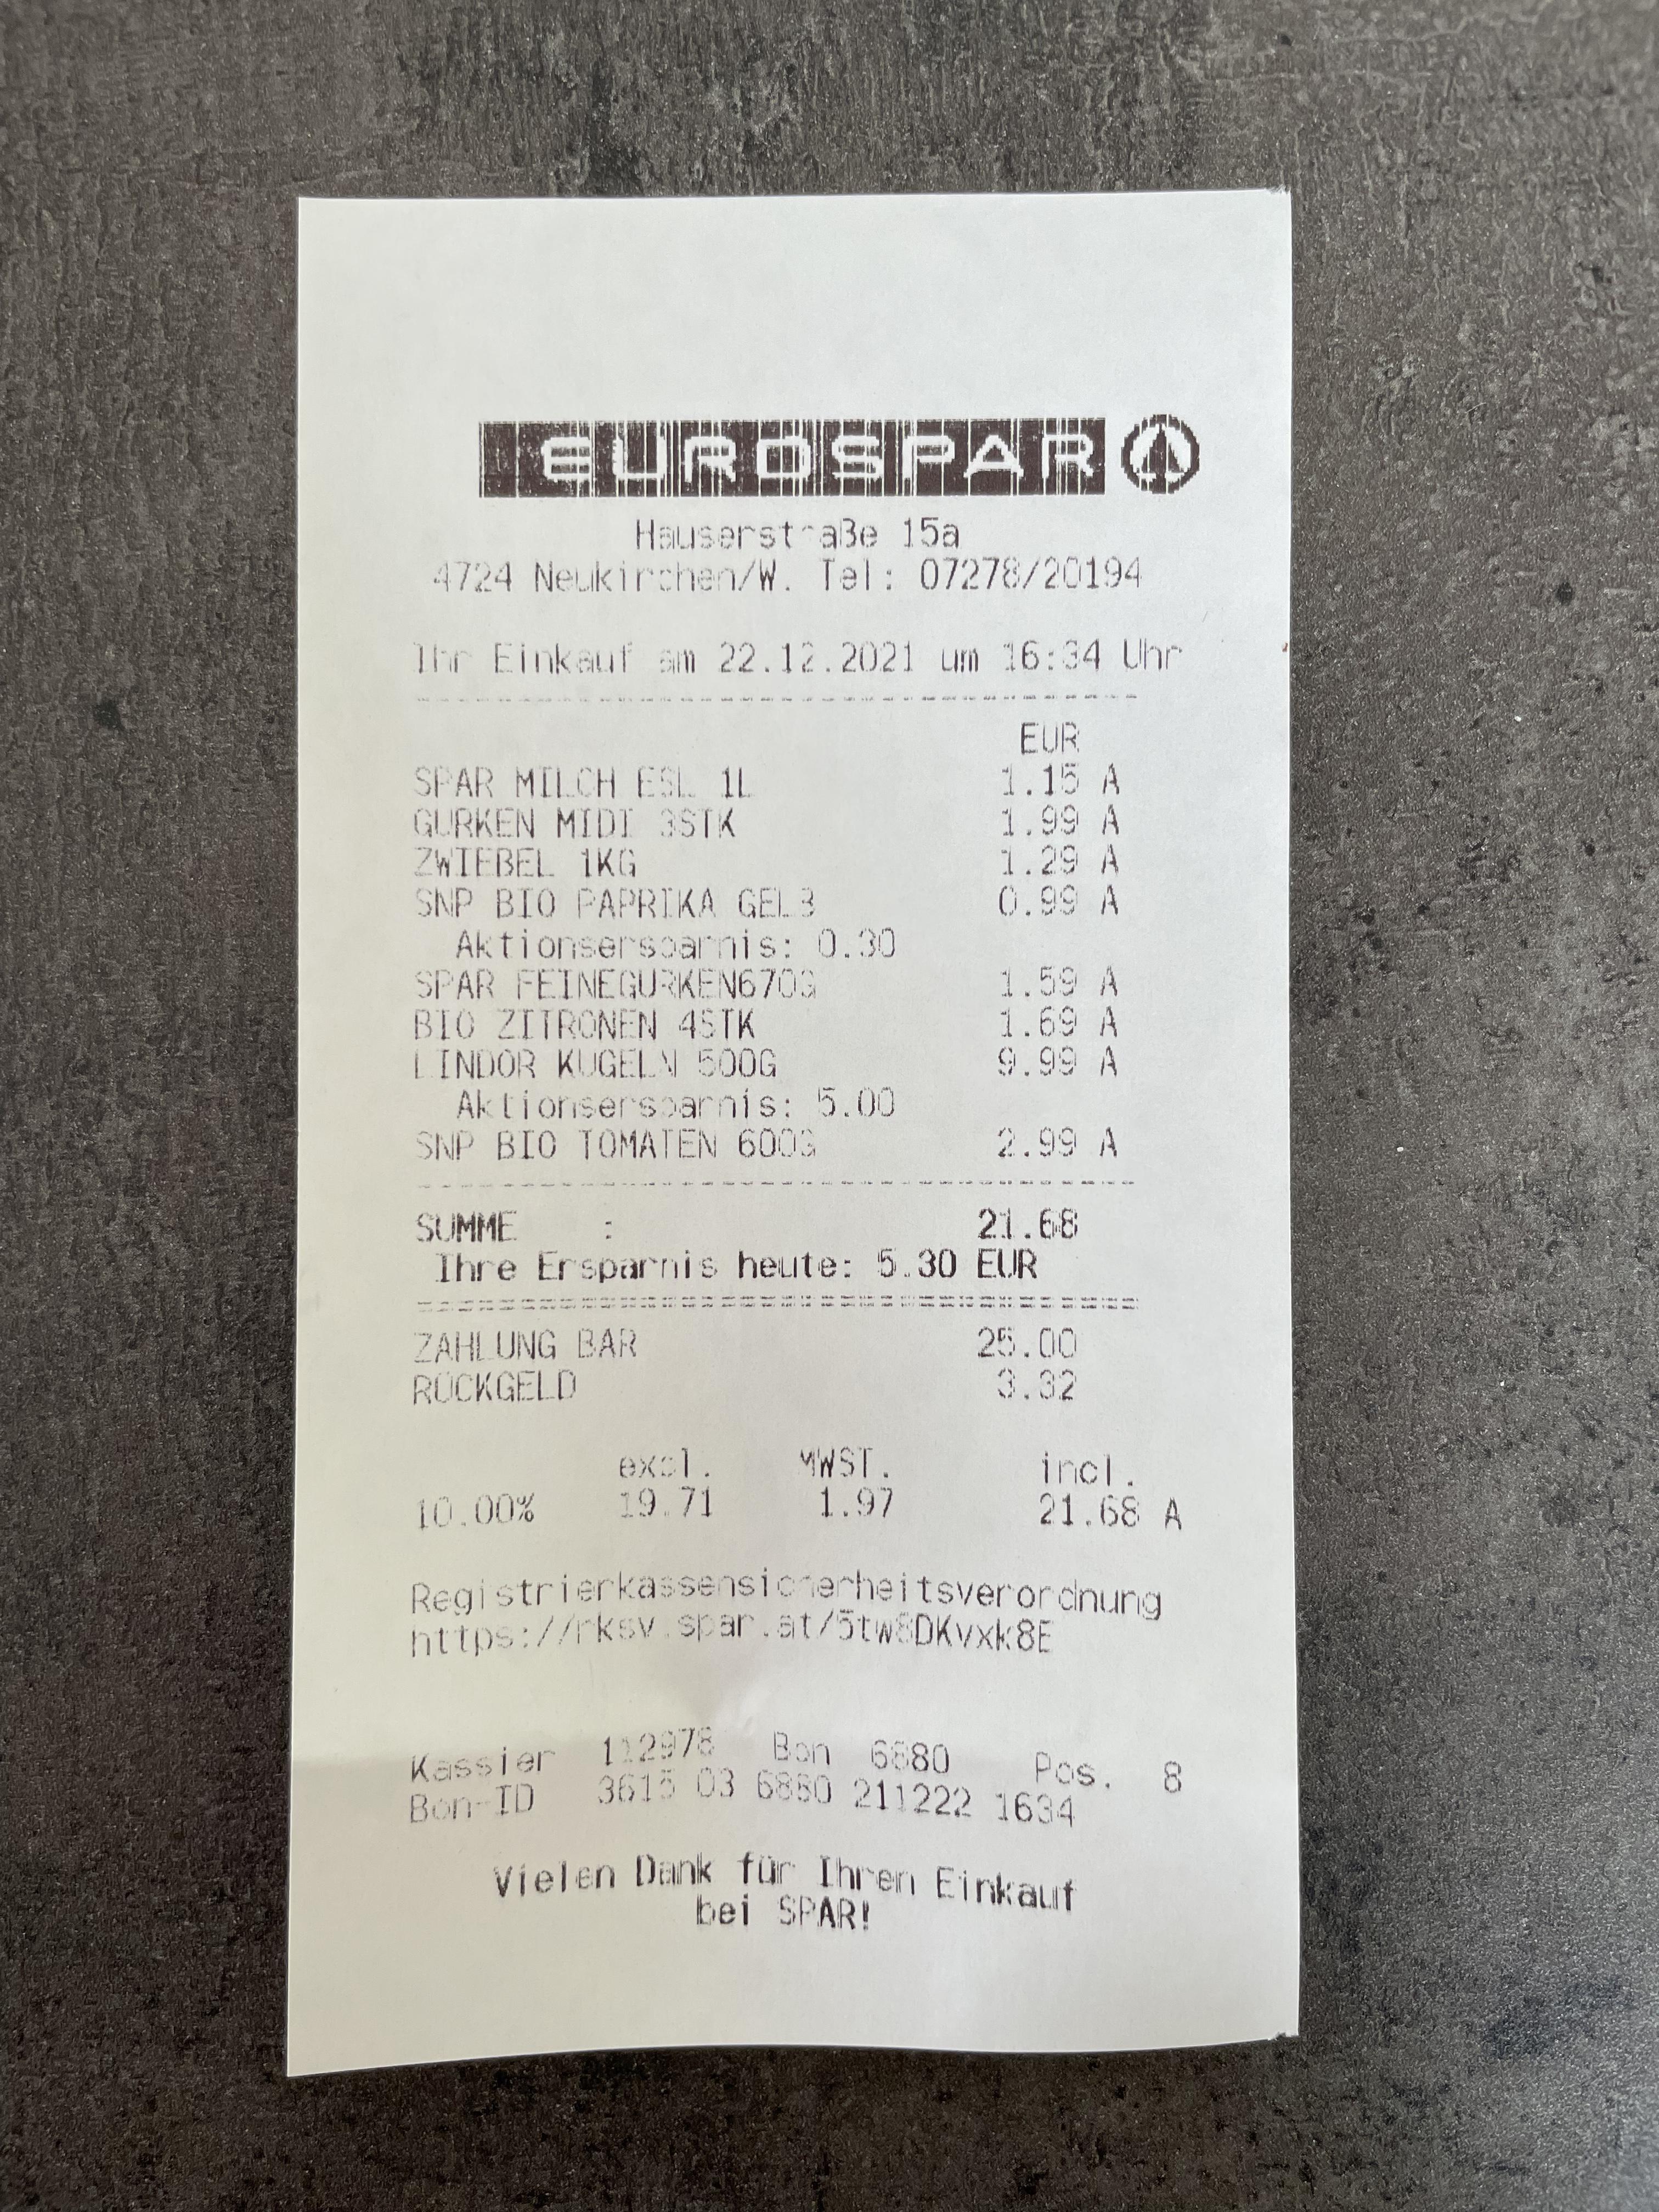 EUROSPAR
Hauserstraße 15a
4724 Neukirchen/W. Tel: 07278/20194
Ihr Einkauf am 22.12.2021 um 16:34 Uhr
EUR
SPAR MILCH ESL 1L 1.15 A
GURKEN MIDI 3STK 1.99 A
ZWIEBEL 1KG 1.29 A
SNP BIO PAPRIKA GELB 0.99 A
Aktionsersparnis: 0.30
SPAR FEINEGURKEN670G 1.59 A
BIO ZITRONEN 4STK 1.69 A
LINDOR KUGELN 500G 9.99 A
Aktionsersparnis: 5.00
SNP BIO TOMATEN 600G 2.99 A
SUMME : 21.68
Ihre Ersparnis heute: 5.30 EUR
ZAHLUNG BAR 25.00
RÜCKGELD 3.32
excl. MWST. incl.
10.00% 19.71 1.97 21.68 A
Registrierkassensicherheitsverordnung
https://rksv.spar.at/5tw8DKvxk8E
Kassier 112978 Bon 6880 Pos. 8
Bon-ID 3615 03 6880 211222 1634
Vielen Dank für Ihren Einkauf
bei SPAR!